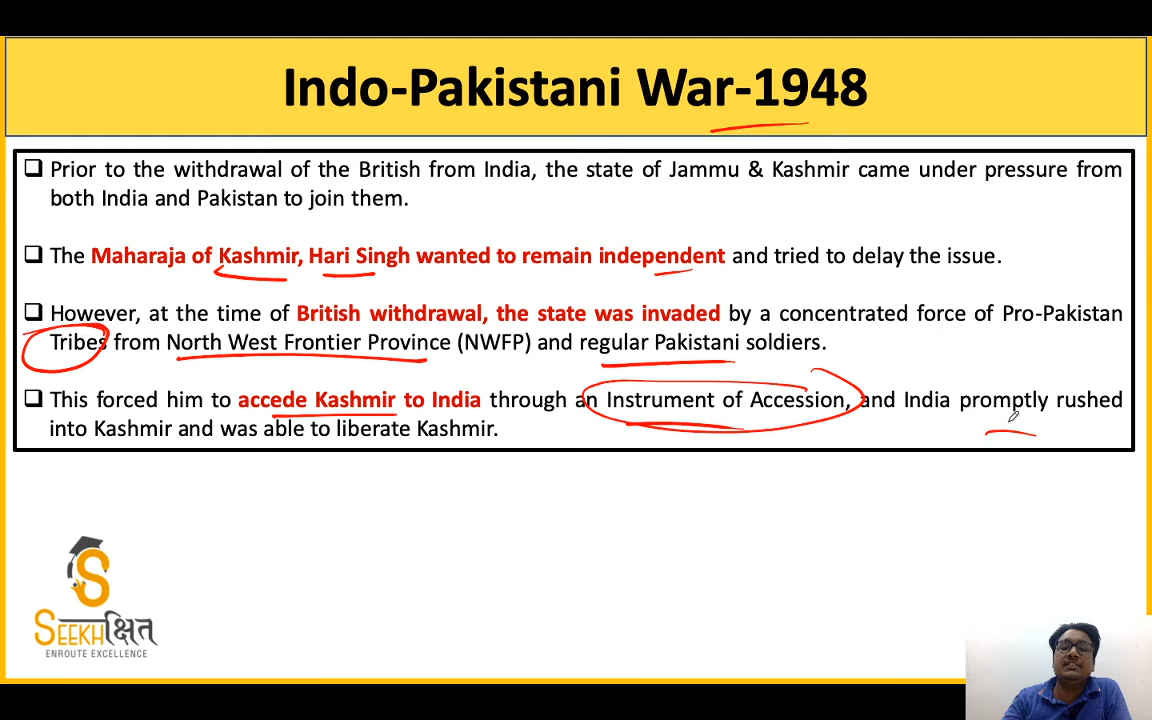 Indo-Pakistani War-1948
❑ Prior to the withdrawal of the British from India, the state of Jammu & Kashmir came under pressure from
both India and Pakistan to join them.
❑ The Maharaja of Kashmir, Hari Singh wanted to remain independent and tried to delay the issue.
❑ However, at the time of British withdrawal, the state was invaded by a concentrated force of Pro-Pakistan
Tribes from North West Frontier Province (NWFP) and regular Pakistani soldiers.
❑ This forced him to accede Kashmir to India through an Instrument of Accession, and India promptly rushed
into Kashmir and was able to liberate Kashmir.
S
SEEKHक्षित
ENROUTE EXCELLENCE